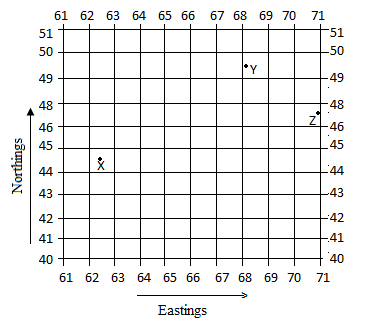 61 62 63 64 65 66 67 68 69 70 71
51 51
50 50
Y
49 49
48 48
Z
46 46
45 45
X
44 44
43 43
42 42
41 41
40 40
61 62 63 64 65 66 67 68 69 70 71
Northings
Eastings